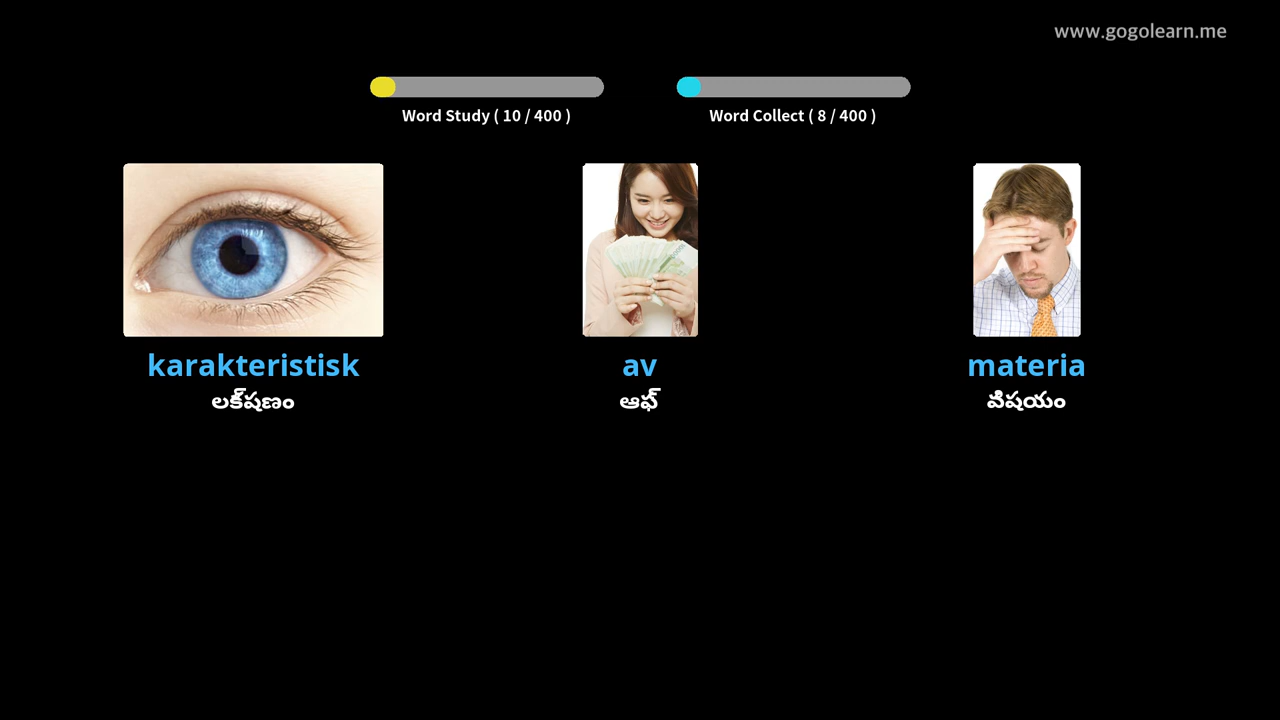 www.gogolearn.me
Word Study ( 10 / 400 )
Word Collect ( 8 / 400 )
karakteristisk
లక్షణం
av
ఆఫ్
materia
విషయం